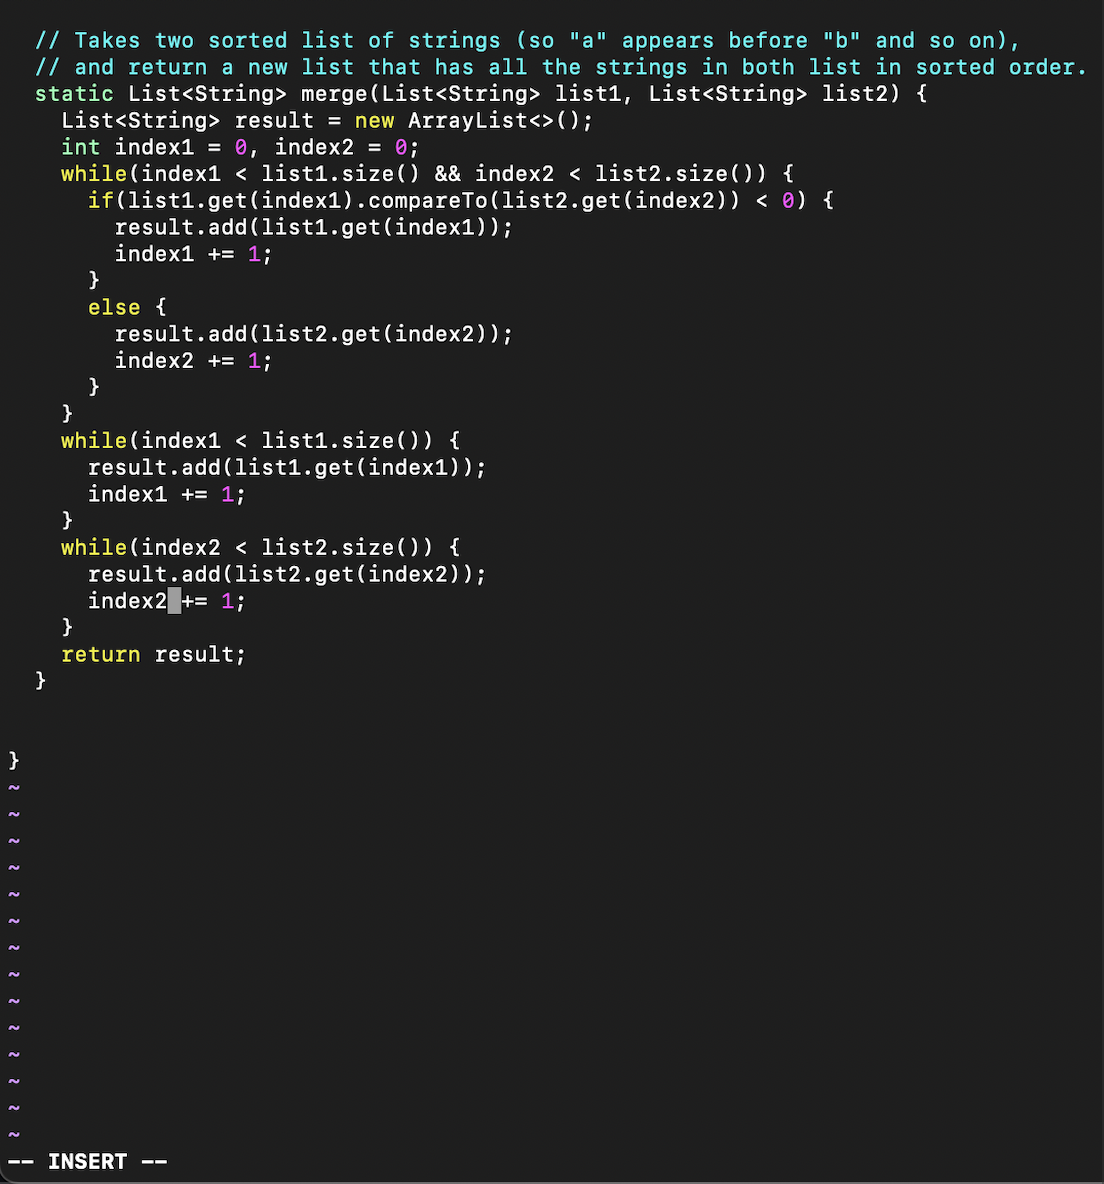 // Takes two sorted list of strings (so "a" appears before "b" and so on),
  // and return a new list that has all the strings in both list in sorted order.
  static List<String> merge(List<String> list1, List<String> list2) {
    List<String> result = new ArrayList<>();
    int index1 = 0, index2 = 0;
    while(index1 < list1.size() && index2 < list2.size()) {
      if(list1.get(index1).compareTo(list2.get(index2)) < 0) {
        result.add(list1.get(index1));
        index1 += 1;
      }
      else {
        result.add(list2.get(index2));
        index2 += 1;
      }
    }
    while(index1 < list1.size()) {
      result.add(list1.get(index1));
      index1 += 1;
    }
    while(index2 < list2.size()) {
      result.add(list2.get(index2));
      index2 += 1;
    }
    return result;
  }
}
~
~
~
~
~
~
~
~
~
~
~
~
~
~
-- INSERT --